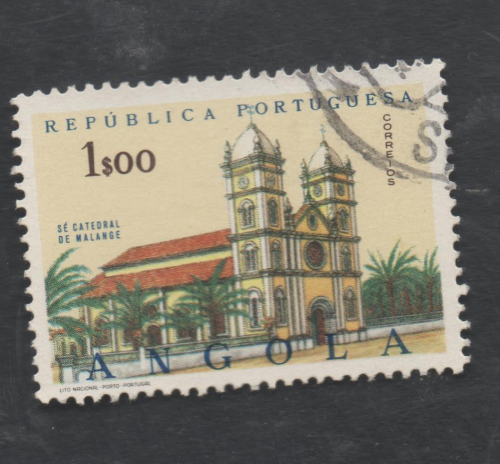 REPÚBLICA PORTUGUESA
1$00
CORREIOS
SÉ CATEDRAL
DE MALANGE
ANGOLA
LITO NACIONAL - PORTO - PORTUGAL